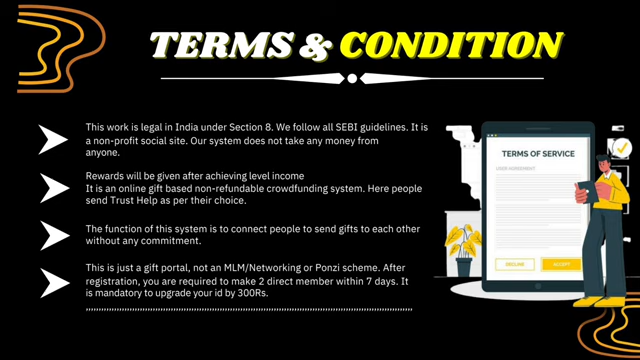 TERMS & CONDITION
This work is legal in India under Section 8. We follow all SEBI guidelines. It is
a non-profit social site. Our system does not take any money from
anyone.
Rewards will be given after achieving level income
It is an online gift based non-refundable crowdfunding system. Here people
send Trust Help as per their choice.
The function of this system is to connect people to send gifts to each other
without any commitment.
This is just a gift portal, not an MLM/Networking or Ponzi scheme. After
registration, you are required to make 2 direct member within 7 days. It
is mandatory to upgrade your id by 300Rs.
TERMS OF SERVICE
USER AGREEMENT
DECLINE
ACCEPT